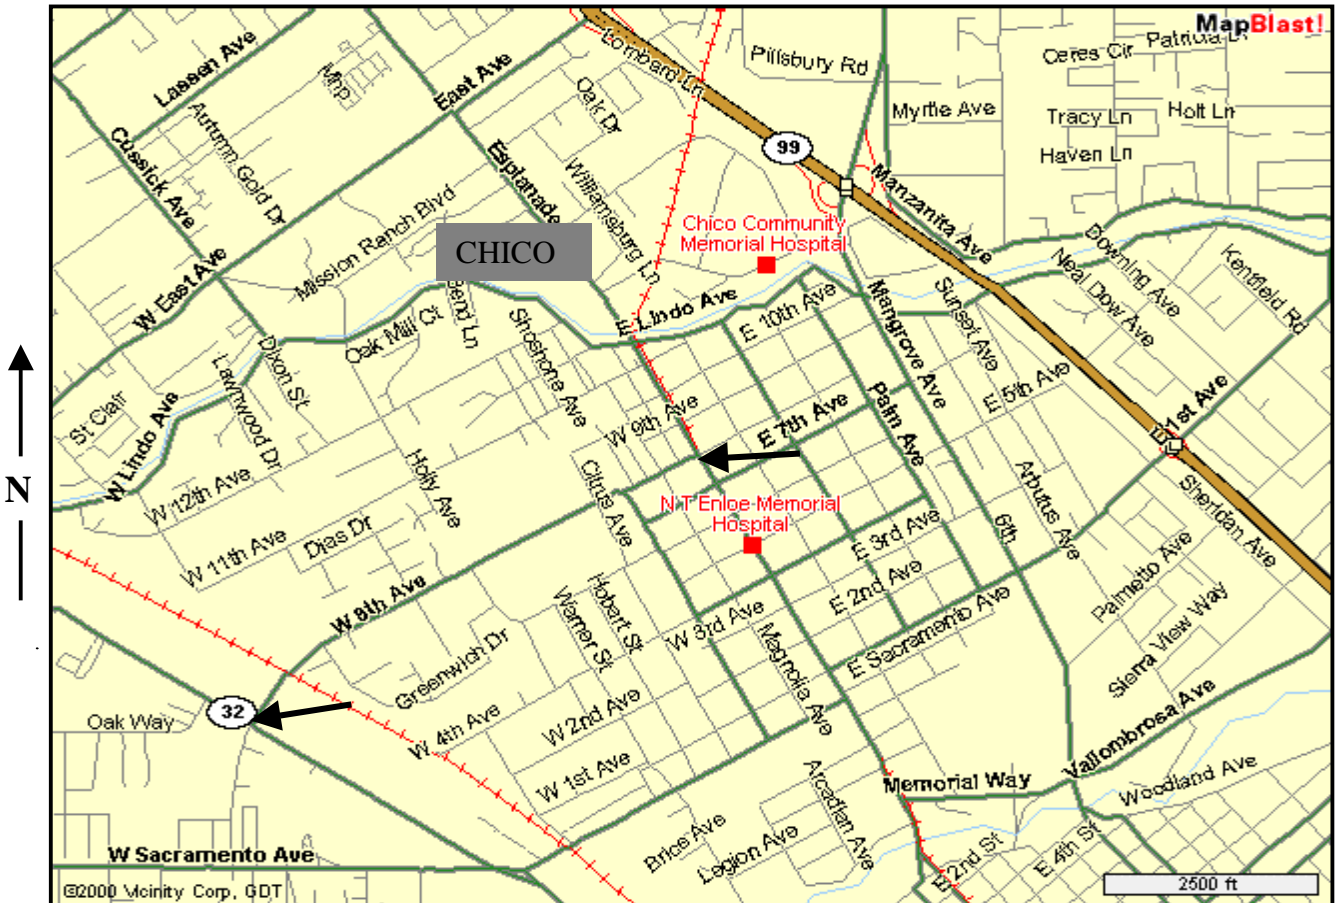 MapBlast!
Lassen Ave
Mhp
East Ave
Lombard Ln
Pillsbury Rd
Ceres Cir
Oak Dr
Myrtle Ave
Tracy Ln
Holt Ln
Haven Ln
99
Cussick Ave
Autumn Gold Dr
Esplanade
Williamsburg Ln
Manzanita Ave
Chico Community
Memorial Hospital
Mission Ranch Blvd
CHICO
W East Ave
Downing Ave
Kentfield Rd
Neal Dow Ave
Bend Ln
Oak Mill Ct
Shoshone Ave
E Lindo Ave
E 10th Ave
Mangrove Ave
Sunset Ave
Dixon St
Lawnwood Dr
St Clair
W Lindo Ave
W 9th Ave
E 7th Ave
Palm Ave
E 5th Ave
E 1st Ave
N
W 12th Ave
Holly Ave
Citrus Ave
N T Enloe Memorial
Hospital
Arbutus Ave
Sheridan Ave
6th
W 11th Ave
Dias Dr
E 3rd Ave
E 2nd Ave
Palmetto Ave
W 8th Ave
Hobart St
Warner St
W 3rd Ave
Magnolia Ave
E Sacramento Ave
Sierra View Way
Greenwich Dr
32
Oak Way
W 4th Ave
W 2nd Ave
W 1st Ave
Vallombrosa Ave
Memorial Way
Woodland Ave
Arcadian Ave
Brice Ave
Legion Ave
E 2nd St
E 4th St
W Sacramento Ave
©2000 Vicinity Corp, GDT
2500 ft